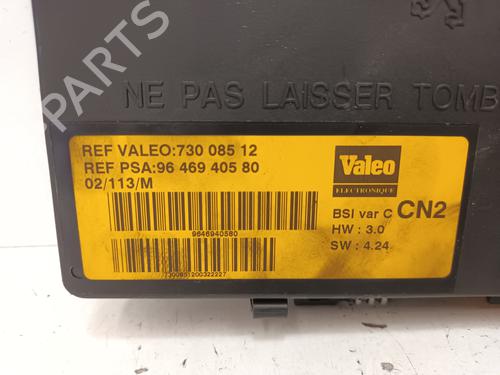 PARTS
NE PAS LAISSER TOMB
REF VALEO:730 085 12
REF PSA:96 469 405 80
02/113/M
9646940580
73008512003222227
Valeo
ELECTRONIQUE
BSI var C CN2
HW : 3.0
SW : 4.24